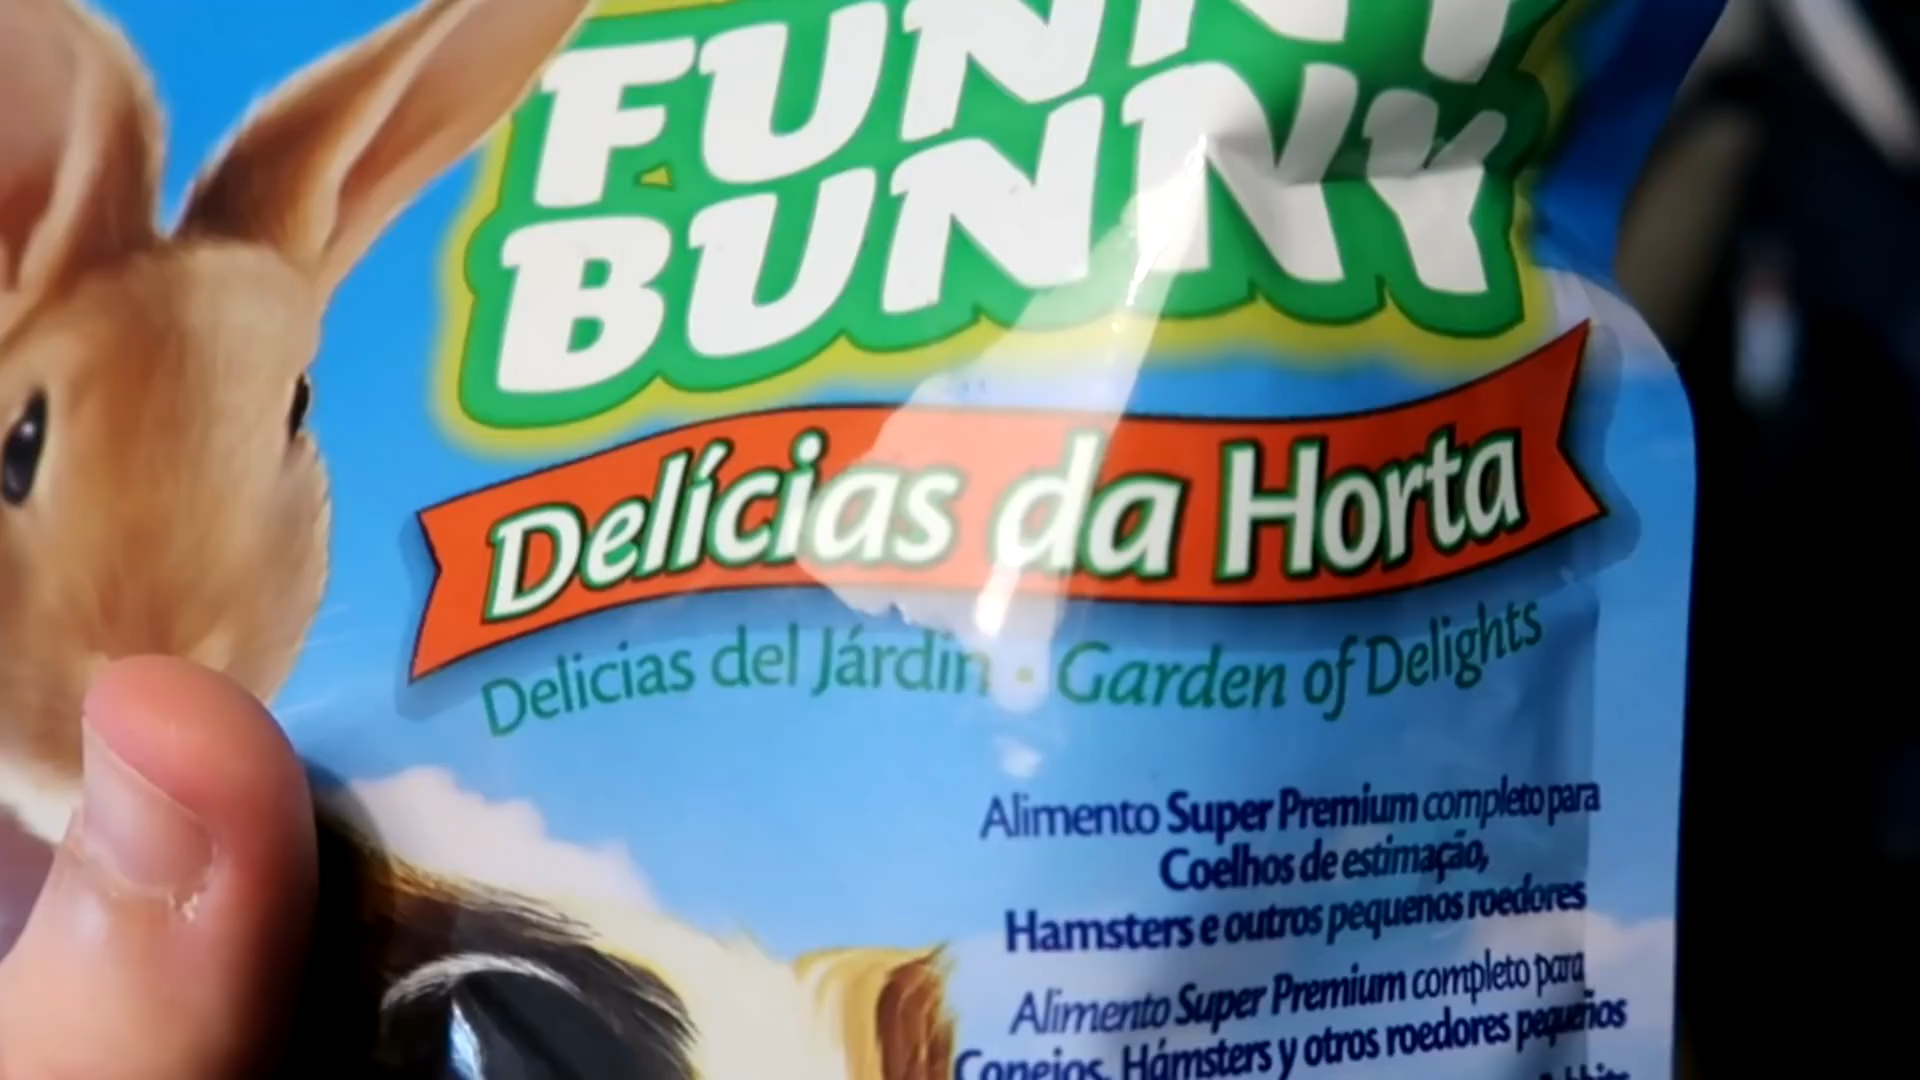 FUNNY
BUNNY
Delícias da Horta
Delicias del Járdin • Garden of Delights
Alimento Super Premium completo para
Coelhos de estimação,
Hamsters e outros pequenos roedores
Alimento Super Premium completo para
Conejos, Hámsters y otros roedores pequeños